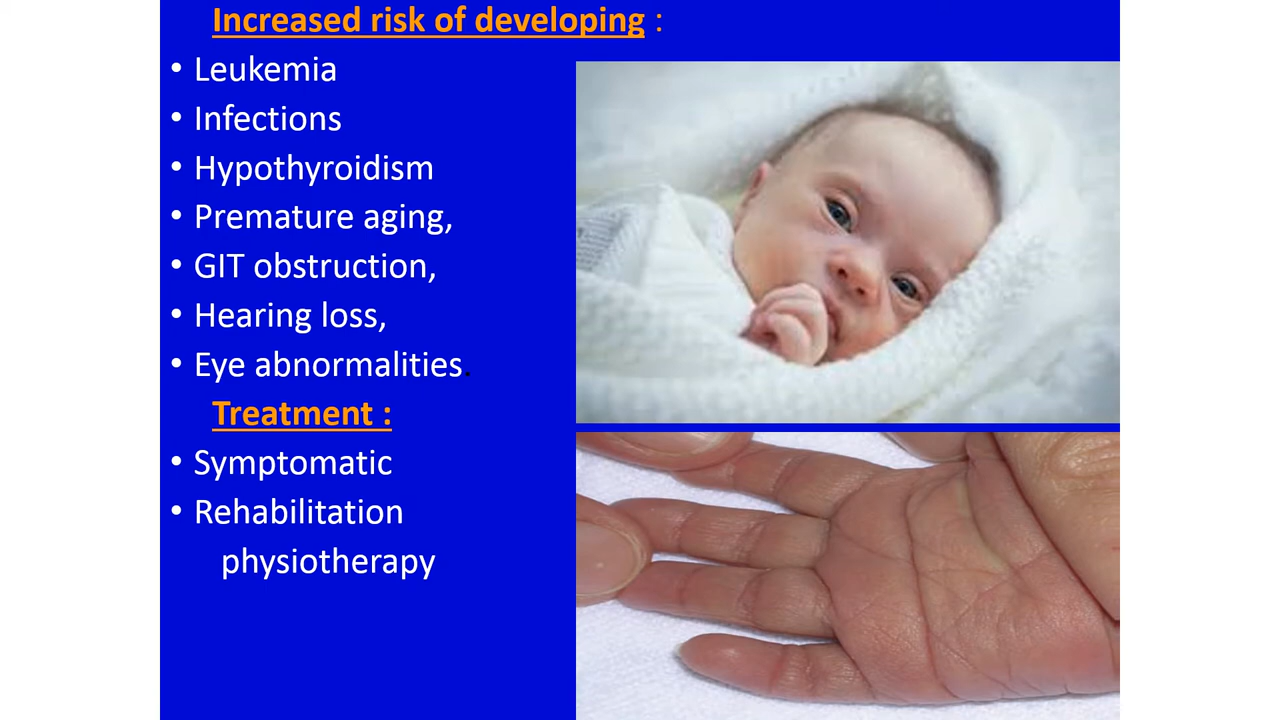 Increased risk of developing :
• Leukemia
• Infections
• Hypothyroidism
• Premature aging,
• GIT obstruction,
• Hearing loss,
• Eye abnormalities.
Treatment :
• Symptomatic
• Rehabilitation
physiotherapy